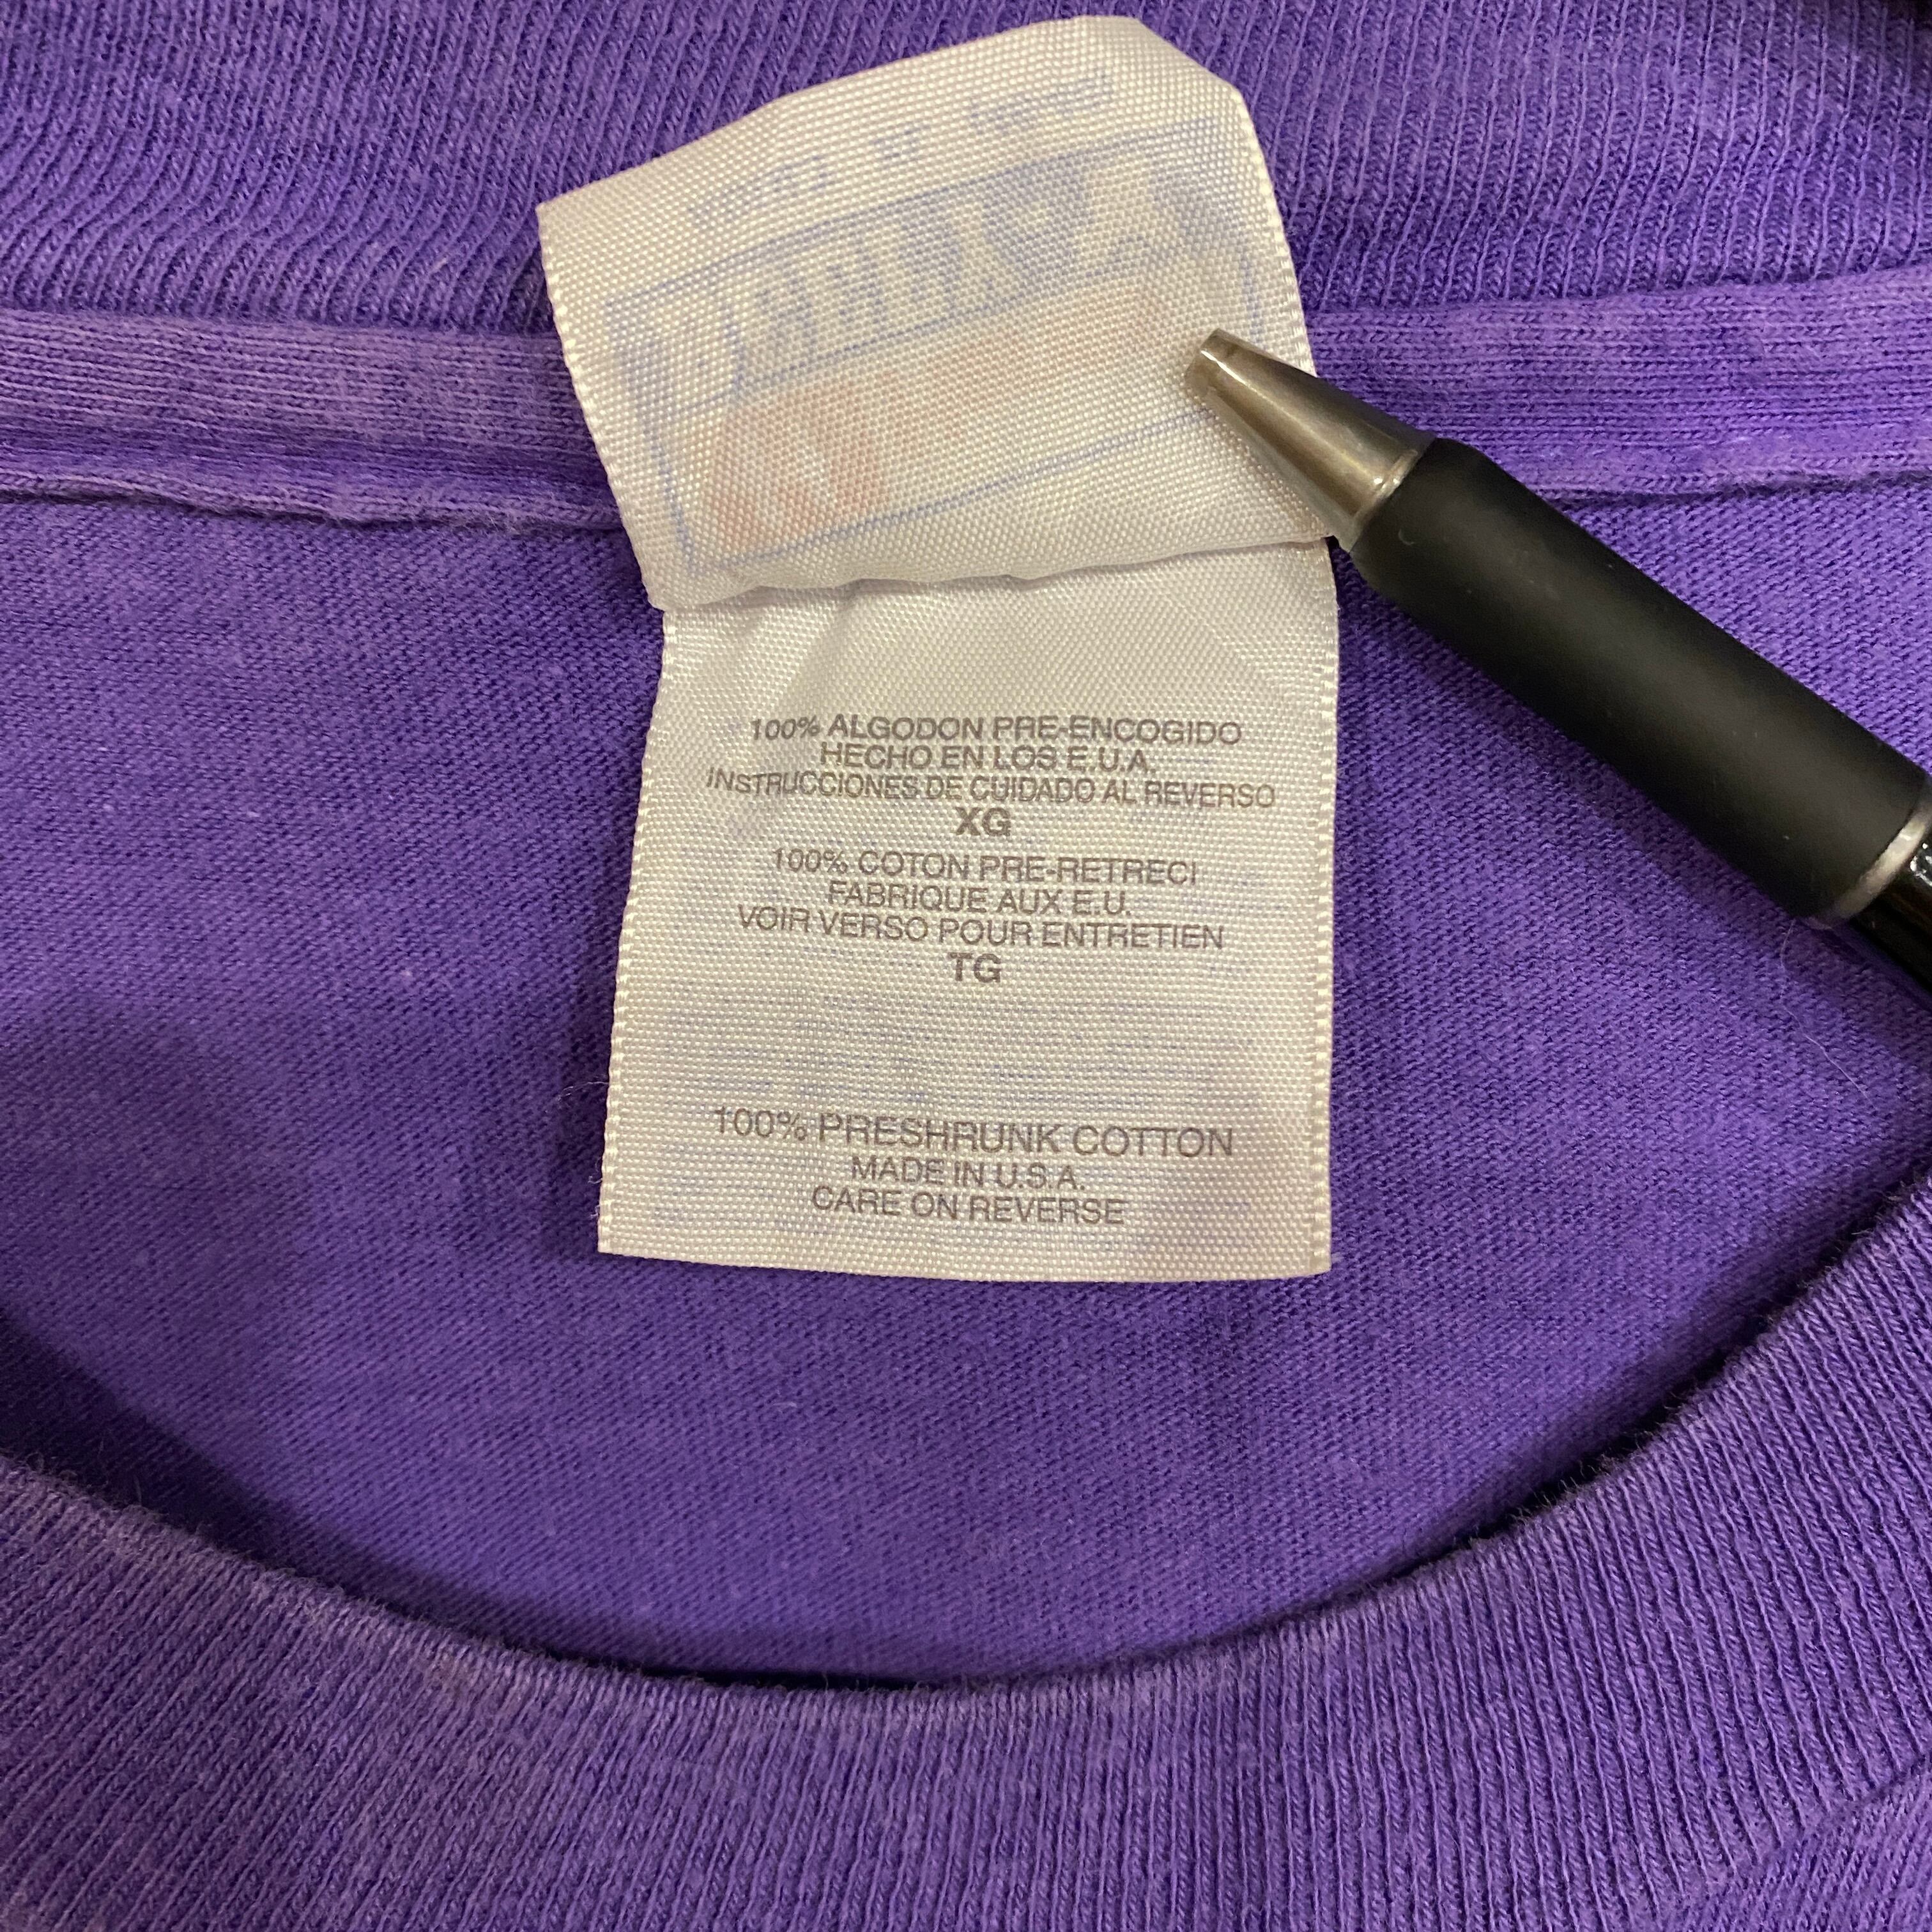 100% ALGODON PRE-ENCOGIDO
HECHO EN LOS E.U.A.
INSTRUCCIONES DE CUIDADO AL REVERSO
XG
100% COTON PRE-RETRECI
FABRIQUE AUX E.U.
VOIR VERSO POUR ENTRETIEN
TG
100% PRESHRUNK COTTON
MADE IN U.S.A.
CARE ON REVERSE